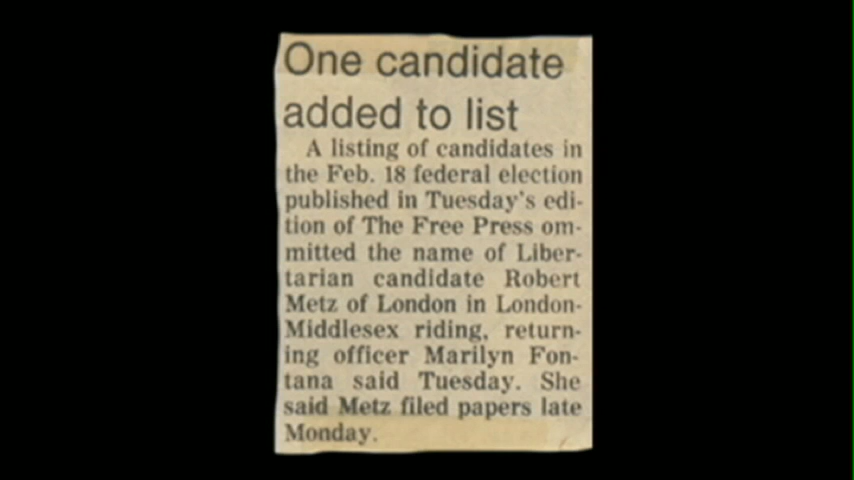 One candidate
added to list
A listing of candidates in
the Feb. 18 federal election
published in Tuesday's edi-
tion of The Free Press om-
mitted the name of Liber-
tarian candidate Robert
Metz of London in London-
Middlesex riding, return-
ing officer Marilyn Fon-
tana said Tuesday. She
said Metz filed papers late
Monday.